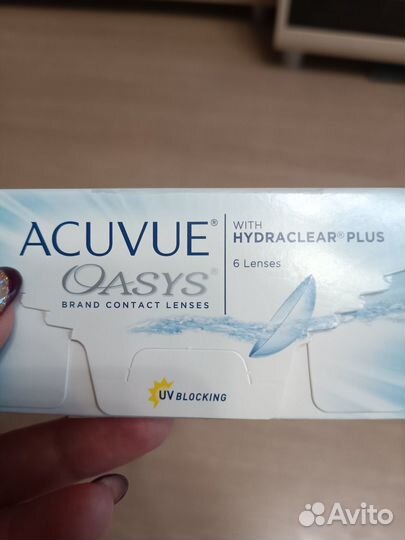 ACUVUE®
OASYS®
BRAND CONTACT LENSES
WITH
HYDRACLEAR® PLUS
6 Lenses
UV BLOCKING
Avito